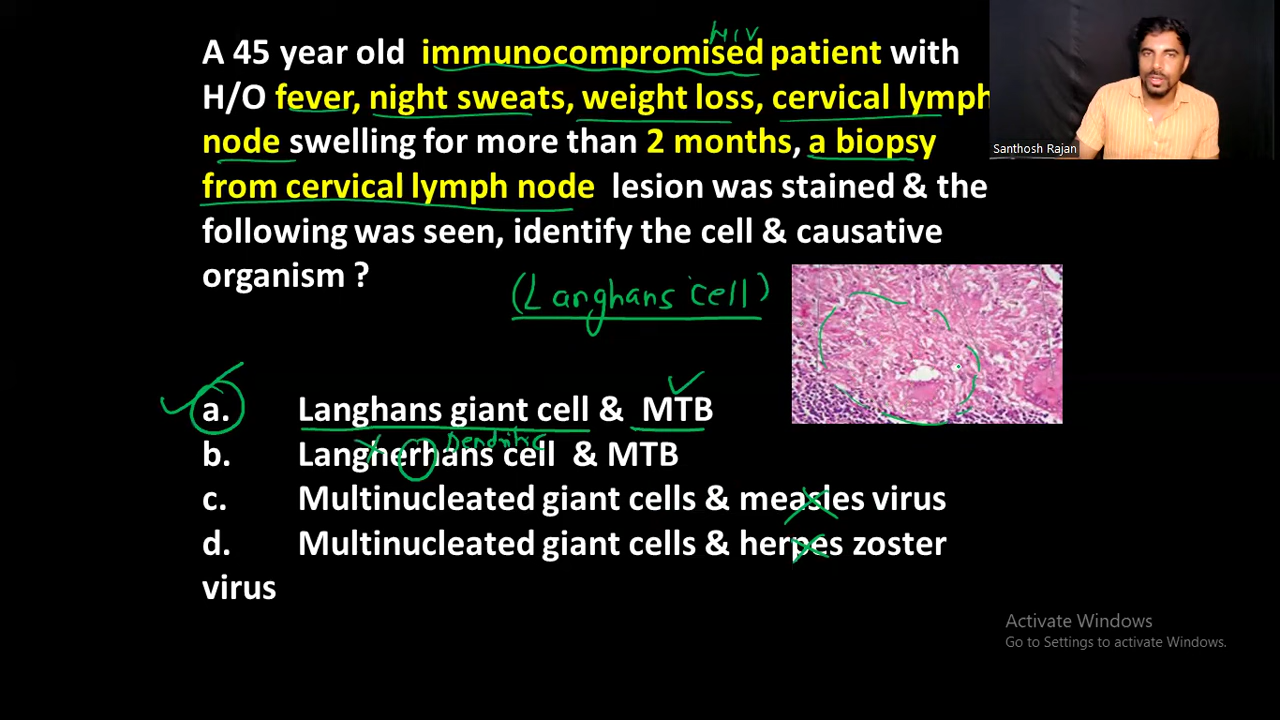 HIV
A 45 year old immunocompromised patient with
H/O fever, night sweats, weight loss, cervical lymph
Santhosh Rajan
node swelling for more than 2 months, a biopsy
from cervical lymph node lesion was stained & the
following was seen, identify the cell & causative
organism ?
(Langhans cell)
a. Langhans giant cell & MTB
Dendritic
b. Langherhans cell & MTB
c. Multinucleated giant cells & measles virus
d. Multinucleated giant cells & herpes zoster
virus
Activate Windows
Go to Settings to activate Windows.